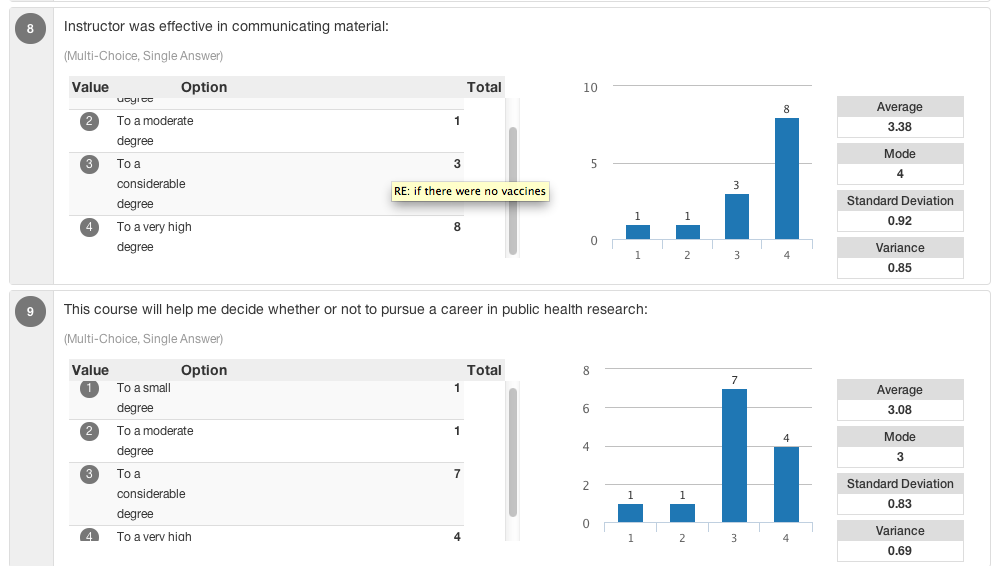 8
Instructor was effective in communicating material:
(Multi-Choice, Single Answer)
Value Option Total
degree
2 To a moderate 1
degree
3 To a 3
considerable
degree
RE: if there were no vaccines
4 To a very high 8
degree
10
5
0
1 1 3 8
1 2 3 4
Average
3.38
Mode
4
Standard Deviation
0.92
Variance
0.85
9
This course will help me decide whether or not to pursue a career in public health research:
(Multi-Choice, Single Answer)
Value Option Total
1 To a small 1
degree
2 To a moderate 1
degree
3 To a 7
considerable
degree
4 To a very high 4
8
6
4
2
0
1 1 7 4
1 2 3 4
Average
3.08
Mode
3
Standard Deviation
0.83
Variance
0.69